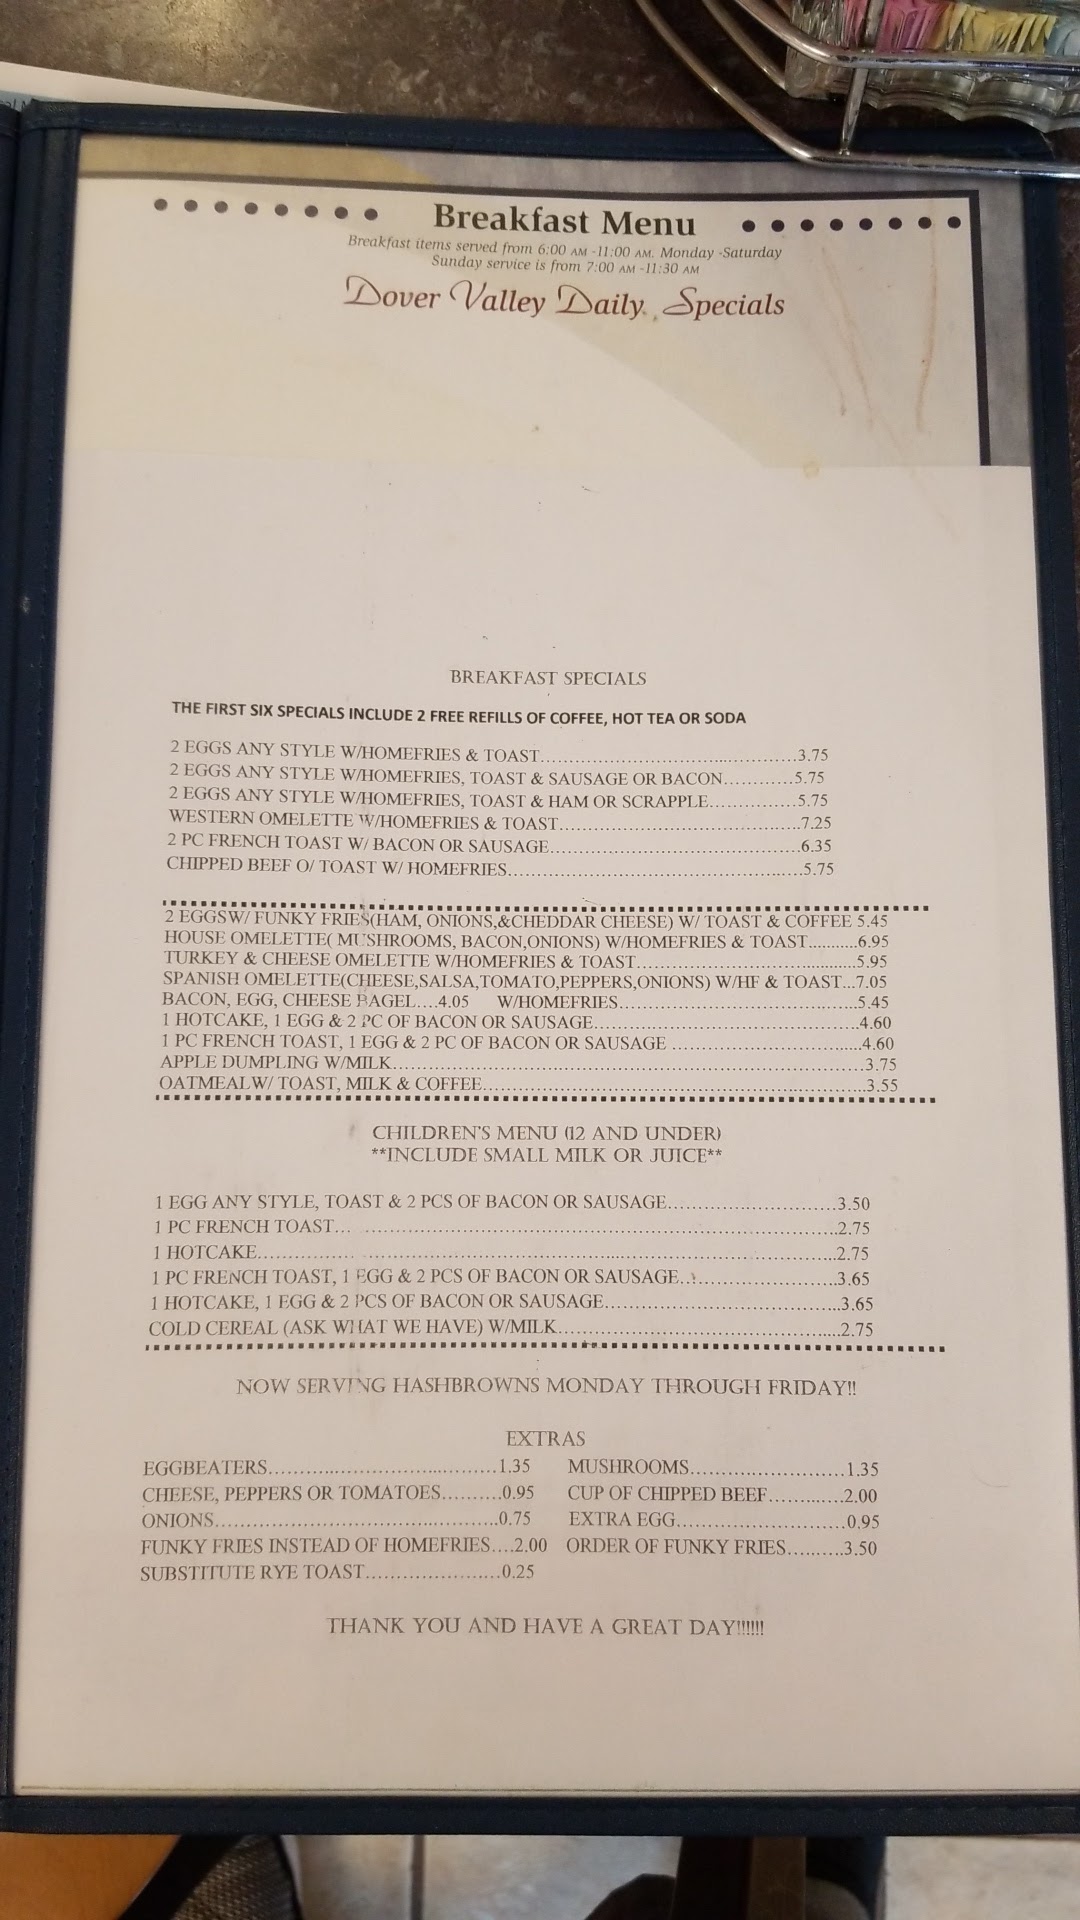 Breakfast Menu
Breakfast items served from 6:00 AM -11:00 AM. Monday -Saturday
Sunday service is from 7:00 AM -11:30 AM
Dover Valley Daily Specials
BREAKFAST SPECIALS
THE FIRST SIX SPECIALS INCLUDE 2 FREE REFILLS OF COFFEE, HOT TEA OR SODA
2 EGGS ANY STYLE W/HOMEFRIES & TOAST...3.75
2 EGGS ANY STYLE W/HOMEFRIES, TOAST & SAUSAGE OR BACON...5.75
2 EGGS ANY STYLE W/HOMEFRIES, TOAST & HAM OR SCRAPPLE...5.75
WESTERN OMELETTE W/HOMEFRIES & TOAST...7.25
2 PC FRENCH TOAST W/ BACON OR SAUSAGE...6.35
CHIPPED BEEF O/ TOAST W/ HOMEFRIES...5.75
2 EGGSW/ FUNKY FRIES(HAM, ONIONS,&CHEDDAR CHEESE) W/ TOAST & COFFEE 5.45
HOUSE OMELETTE( MUSHROOMS, BACON,ONIONS) W/HOMEFRIES & TOAST...6.95
TURKEY & CHEESE OMELETTE W/HOMEFRIES & TOAST...5.95
SPANISH OMELETTE(CHEESE,SALSA,TOMATO,PEPPERS,ONIONS) W/HF & TOAST...7.05
BACON, EGG, CHEESE BAGEL....4.05 W/HOMEFRIES...5.45
1 HOTCAKE, 1 EGG & 2 PC OF BACON OR SAUSAGE...4.60
1 PC FRENCH TOAST, 1 EGG & 2 PC OF BACON OR SAUSAGE ...4.60
APPLE DUMPLING W/MILK...3.75
OATMEALW/ TOAST, MILK & COFFEE...3.55
CHILDREN'S MENU (12 AND UNDER)
**INCLUDE SMALL MILK OR JUICE**
1 EGG ANY STYLE, TOAST & 2 PCS OF BACON OR SAUSAGE...3.50
1 PC FRENCH TOAST...2.75
1 HOTCAKE...2.75
1 PC FRENCH TOAST, 1 EGG & 2 PCS OF BACON OR SAUSAGE...3.65
1 HOTCAKE, 1 EGG & 2 PCS OF BACON OR SAUSAGE...3.65
COLD CEREAL (ASK WHAT WE HAVE) W/MILK...2.75
NOW SERVING HASHBROWNS MONDAY THROUGH FRIDAY!!
EXTRAS
EGGBEATERS...1.35 MUSHROOMS...1.35
CHEESE, PEPPERS OR TOMATOES...0.95 CUP OF CHIPPED BEEF...2.00
ONIONS...0.75 EXTRA EGG...0.95
FUNKY FRIES INSTEAD OF HOMEFRIES....2.00 ORDER OF FUNKY FRIES...3.50
SUBSTITUTE RYE TOAST...0.25
THANK YOU AND HAVE A GREAT DAY!!!!!!